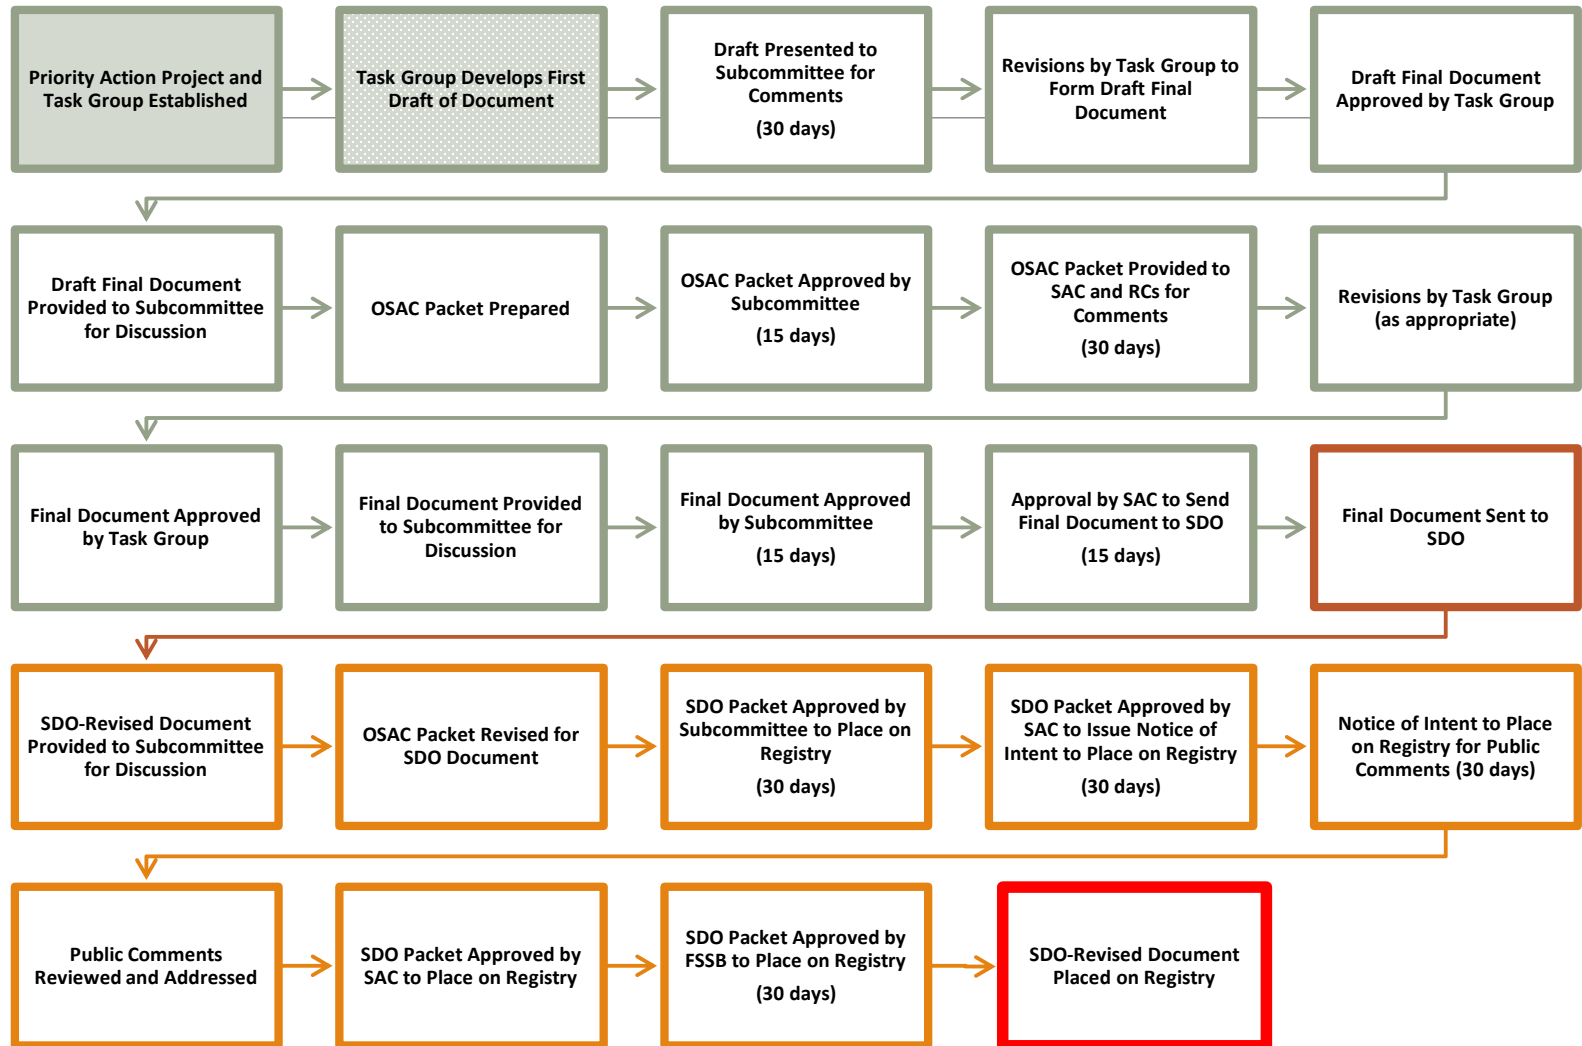 Priority Action Project and
Task Group Established
Task Group Develops First
Draft of Document
Draft Presented to
Subcommittee for
Comments
(30 days)
Revisions by Task Group to
Form Draft Final
Document
Draft Final Document
Approved by Task Group
Draft Final Document
Provided to Subcommittee
for Discussion
OSAC Packet Prepared
OSAC Packet Approved by
Subcommittee
(15 days)
OSAC Packet Provided to
SAC and RCs for
Comments
(30 days)
Revisions by Task Group
(as appropriate)
Final Document Approved
by Task Group
Final Document Provided
to Subcommittee for
Discussion
Final Document Approved
by Subcommittee
(15 days)
Approval by SAC to Send
Final Document to SDO
(15 days)
Final Document Sent to
SDO
SDO-Revised Document
Provided to Subcommittee
for Discussion
OSAC Packet Revised for
SDO Document
SDO Packet Approved by
Subcommittee to Place on
Registry
(30 days)
SDO Packet Approved by
SAC to Issue Notice of
Intent to Place on Registry
(30 days)
Notice of Intent to Place
on Registry for Public
Comments (30 days)
Public Comments
Reviewed and Addressed
SDO Packet Approved by
SAC to Place on Registry
SDO Packet Approved by
FSSB to Place on Registry
(30 days)
SDO-Revised Document
Placed on Registry